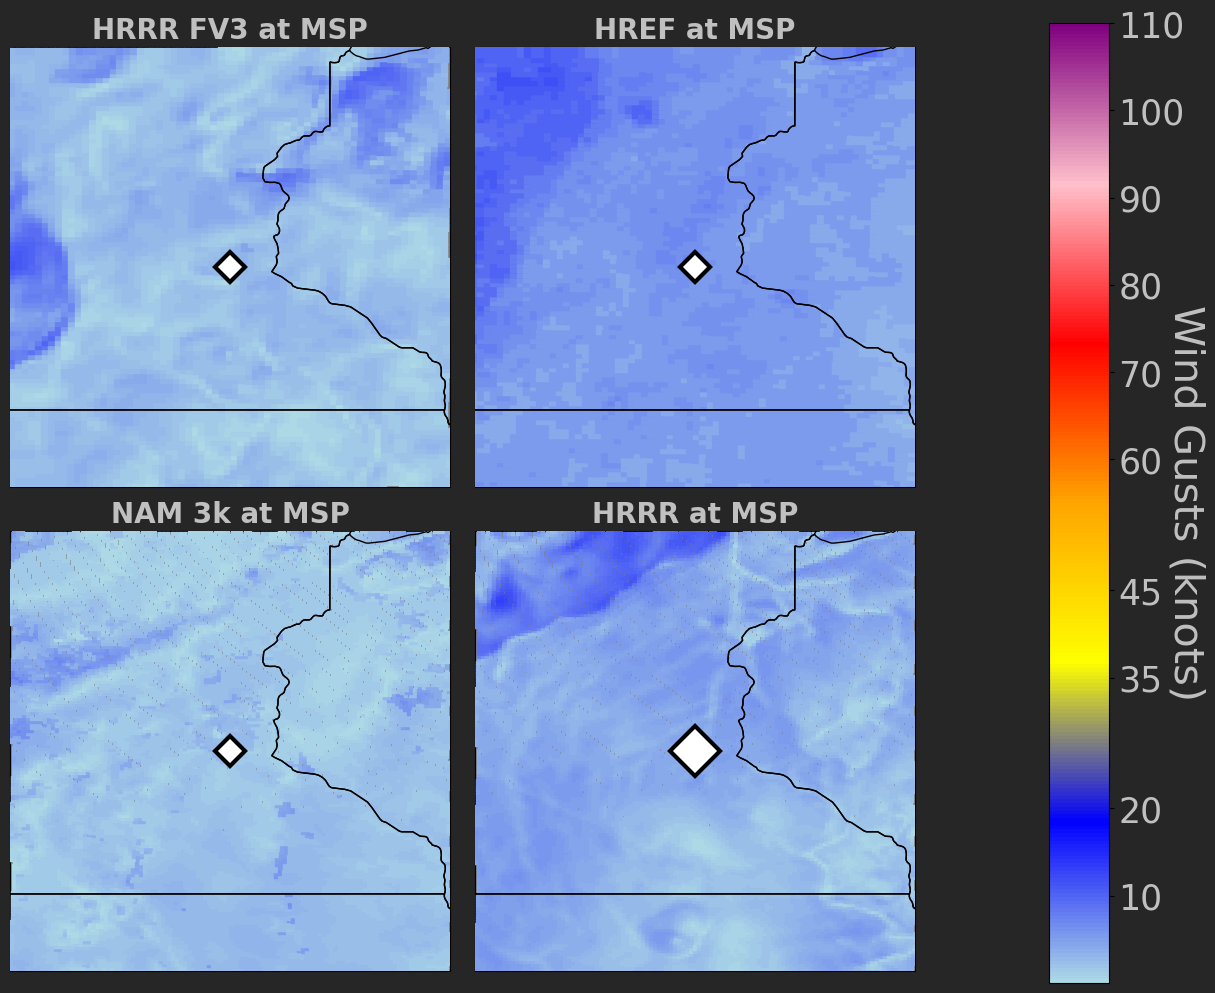 HRRR FV3 at MSP
HREF at MSP
NAM 3k at MSP
HRRR at MSP
110
100
90
80
70
60
45
35
20
10
Wind Gusts (knots)